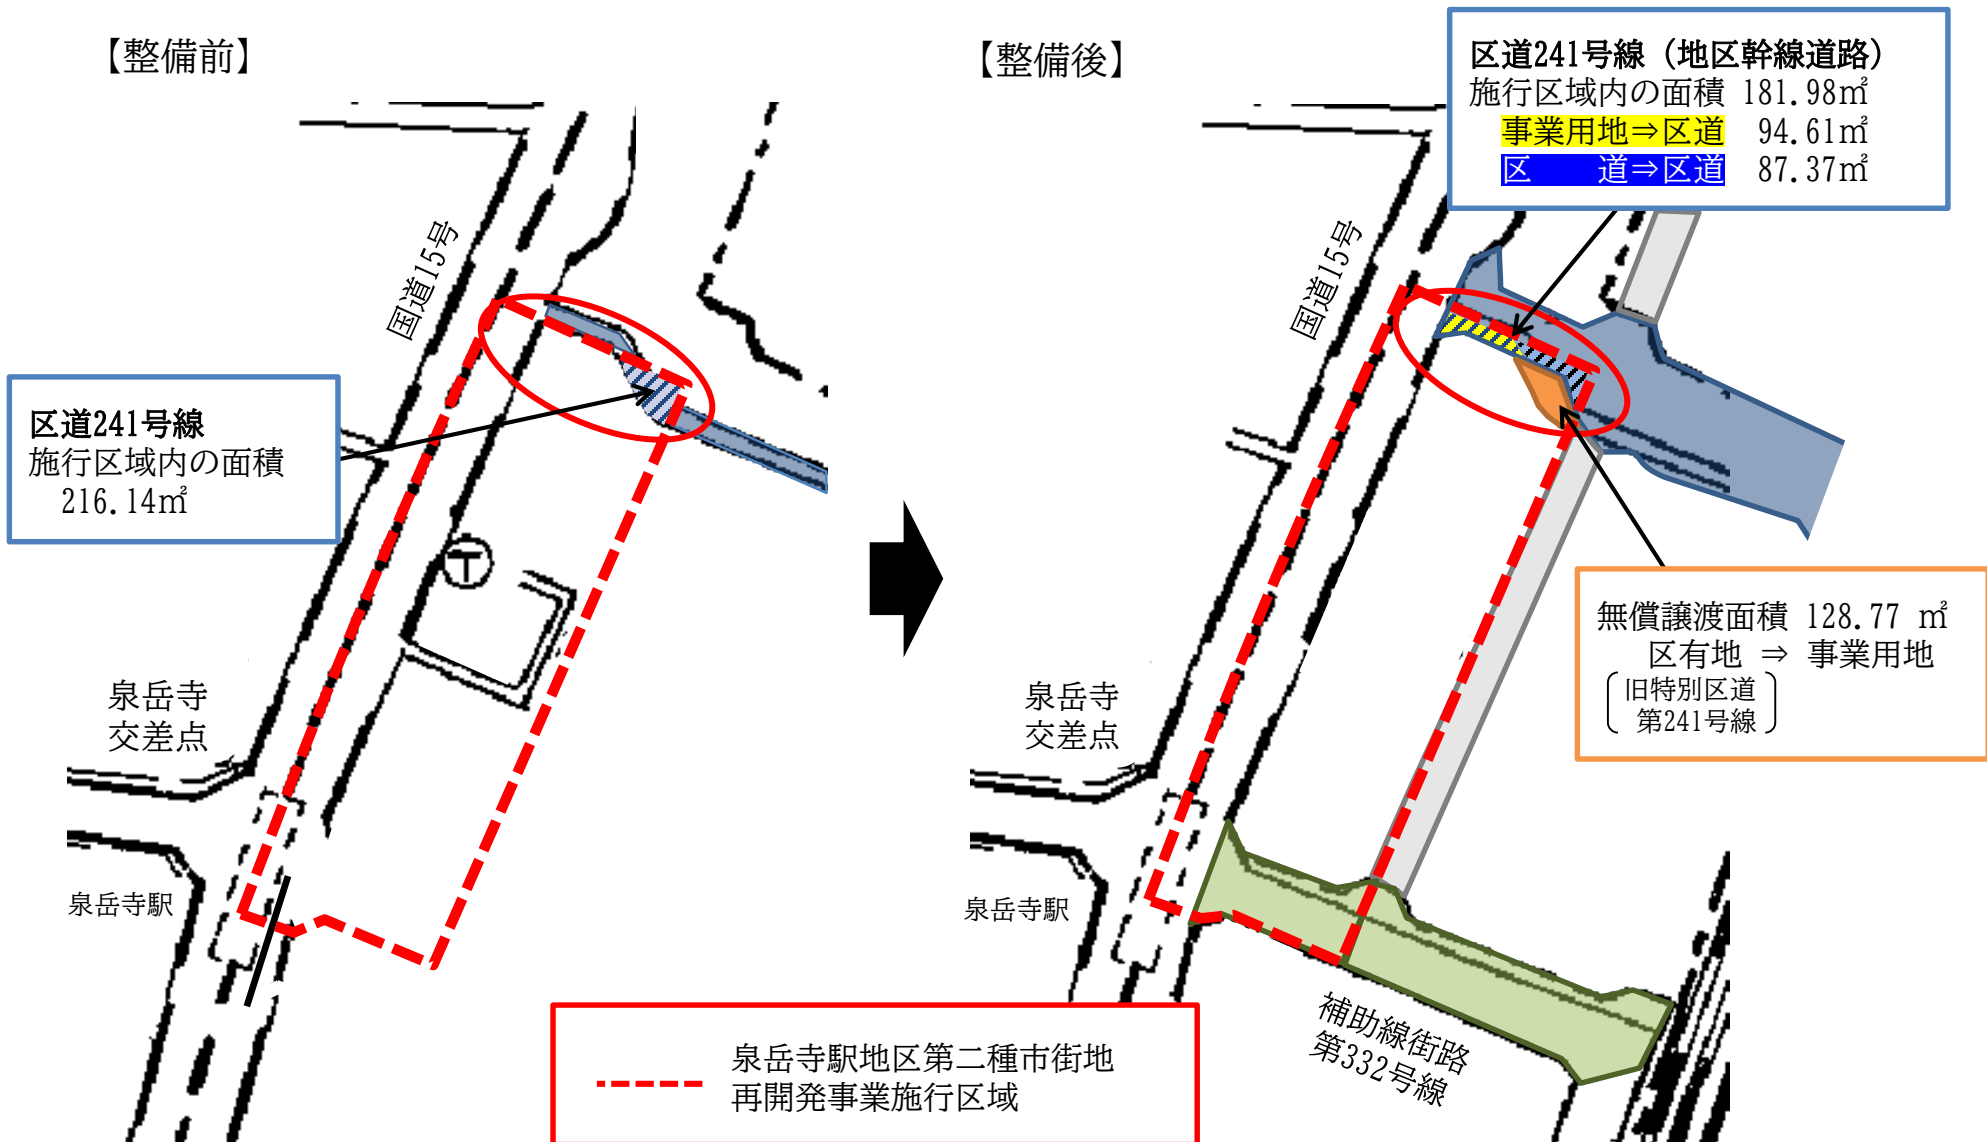 【整備前】
国道15号
区道241号線
施行区域内の面積
216.14㎡
〒
泉岳寺
交差点
泉岳寺駅
【整備後】
区道241号線（地区幹線道路）
施行区域内の面積 181.98㎡
事業用地⇒区道 94.61㎡
区　　道⇒区道 87.37㎡
国道15号
無償譲渡面積 128.77 ㎡
区有地 ⇒ 事業用地
旧特別区道
第241号線
泉岳寺
交差点
泉岳寺駅
補助線街路
第332号線
泉岳寺駅地区第二種市街地
再開発事業施行区域